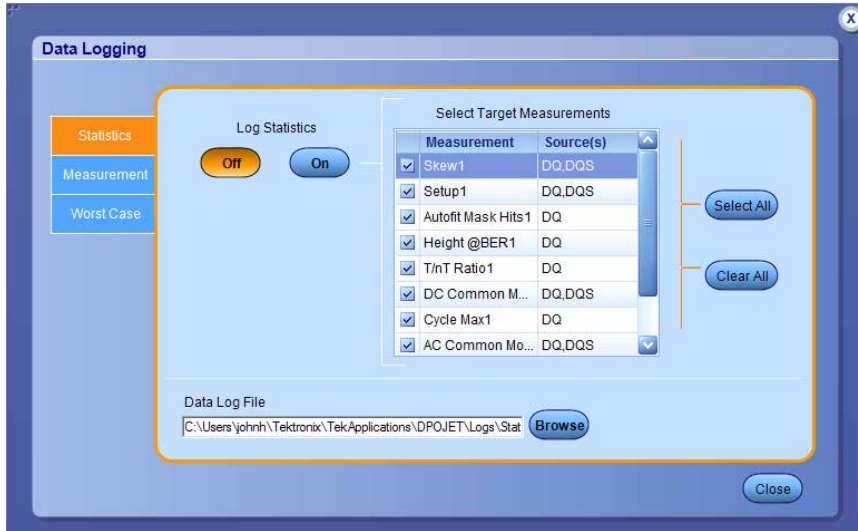 X
Data Logging
Statistics
Measurement
Worst Case
Log Statistics
Off
On
Select Target Measurements
Measurement Source(s)
Skew1 DQ,DQS
Setup1 DQ,DQS
Autofit Mask Hits1 DQ
Height @BER1 DQ
T/nT Ratio1 DQ
DC Common M... DQ,DQS
Cycle Max1 DQ
AC Common Mo... DQ,DQS
Select All
Clear All
Data Log File
C:\Users\johnh\Tektronix\TekApplications\DPOJET\Logs\Stat
Browse
Close